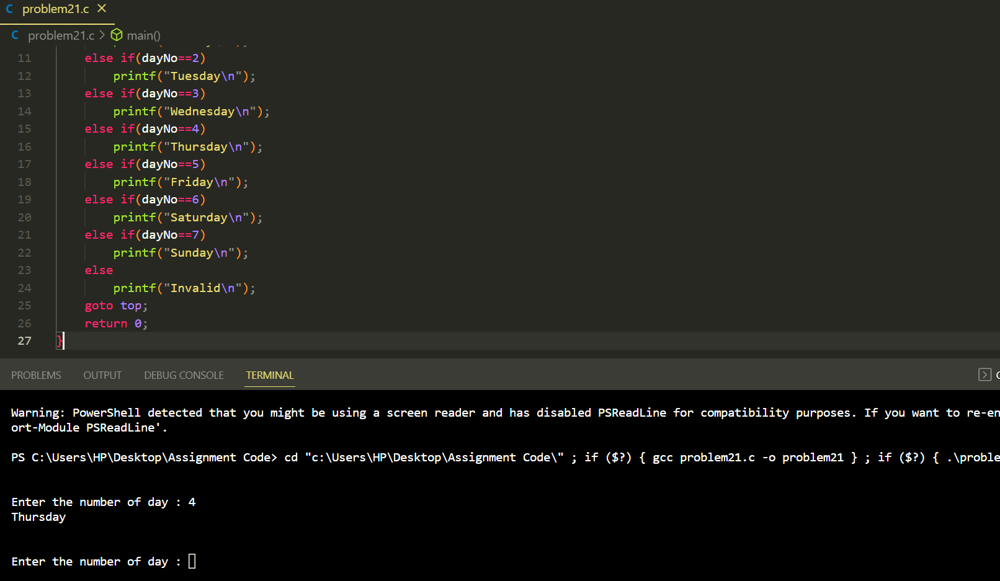 C problem21.c ×
C problem21.c > main()
11 else if(dayNo==2)
12 printf("Tuesday\n");
13 else if(dayNo==3)
14 printf("Wednesday\n");
15 else if(dayNo==4)
16 printf("Thursday\n");
17 else if(dayNo==5)
18 printf("Friday\n");
19 else if(dayNo==6)
20 printf("Saturday\n");
21 else if(dayNo==7)
22 printf("Sunday\n");
23 else
24 printf("Invalid\n");
25 goto top;
26 return 0;
27 }
PROBLEMS OUTPUT DEBUG CONSOLE TERMINAL
Warning: PowerShell detected that you might be using a screen reader and has disabled PSReadLine for compatibility purposes. If you want to re-en
ort-Module PSReadLine'.
PS C:\Users\HP\Desktop\Assignment Code> cd "c:\Users\HP\Desktop\Assignment Code\" ; if ($?) { gcc problem21.c -o problem21 } ; if ($?) { .\proble
Enter the number of day : 4
Thursday
Enter the number of day :